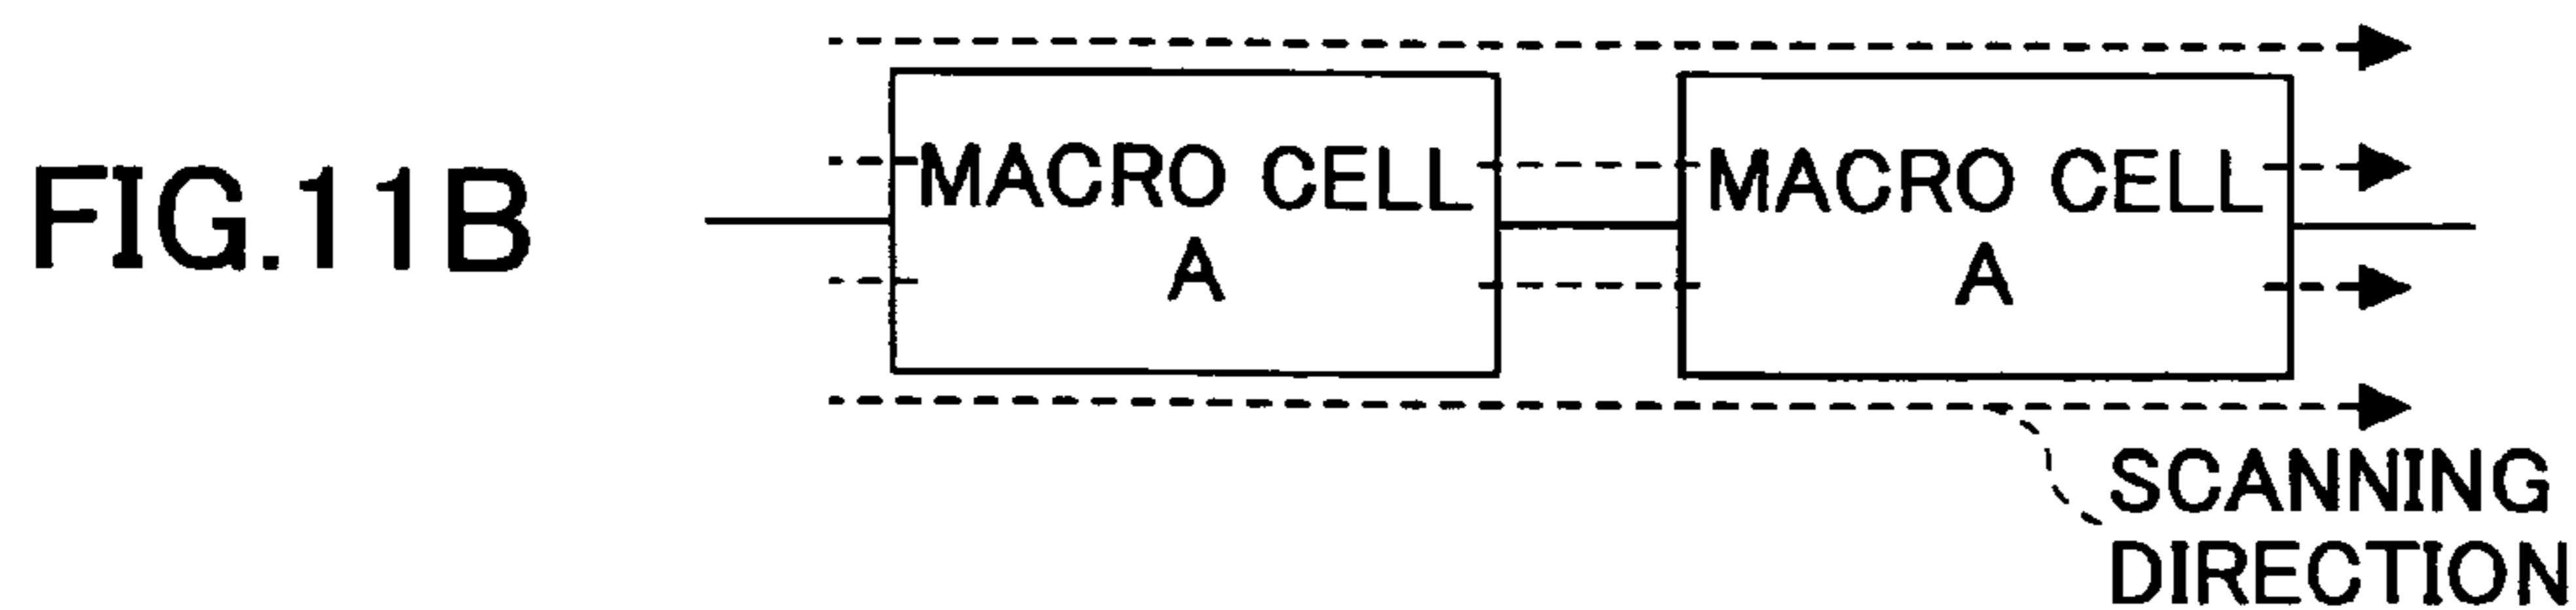 FIG.11B
MACRO CELL
A
MACRO CELL
A
SCANNING
DIRECTION